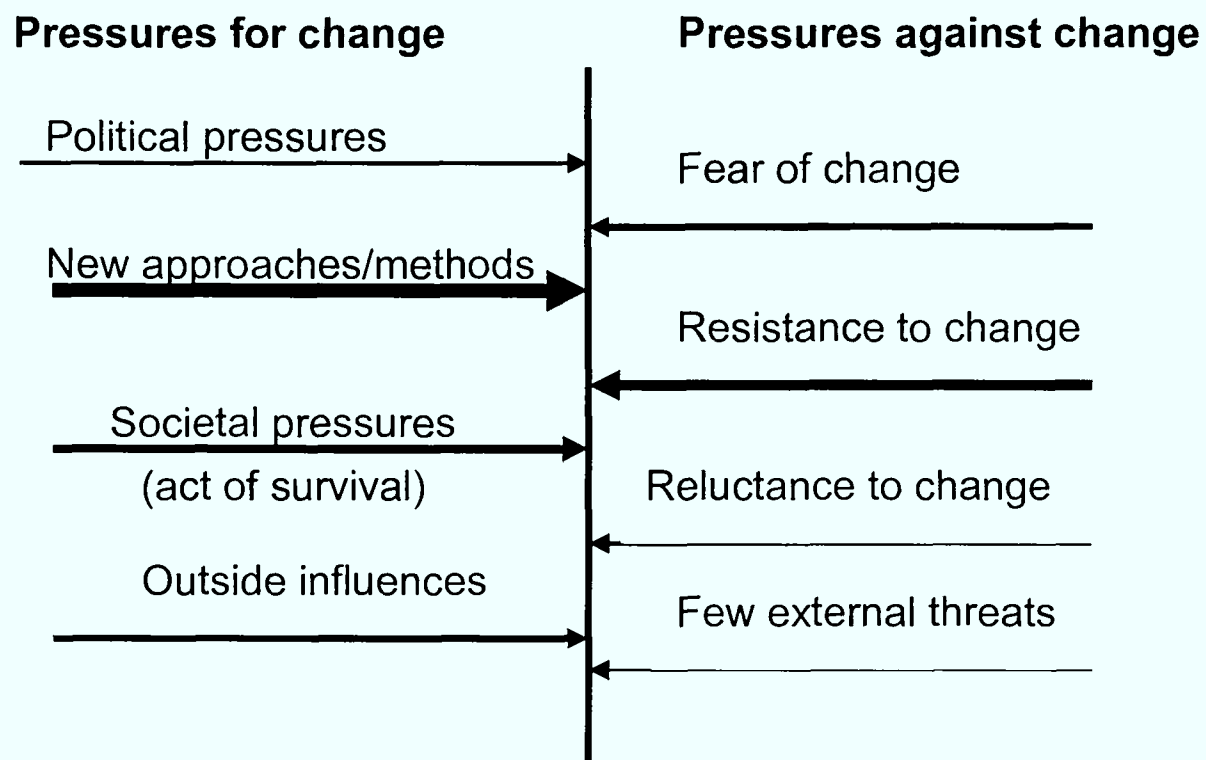 Pressures for change
Pressures against change
Political pressures
Fear of change
New approaches/methods
Resistance to change
Societal pressures
(act of survival)
Reluctance to change
Outside influences
Few external threats